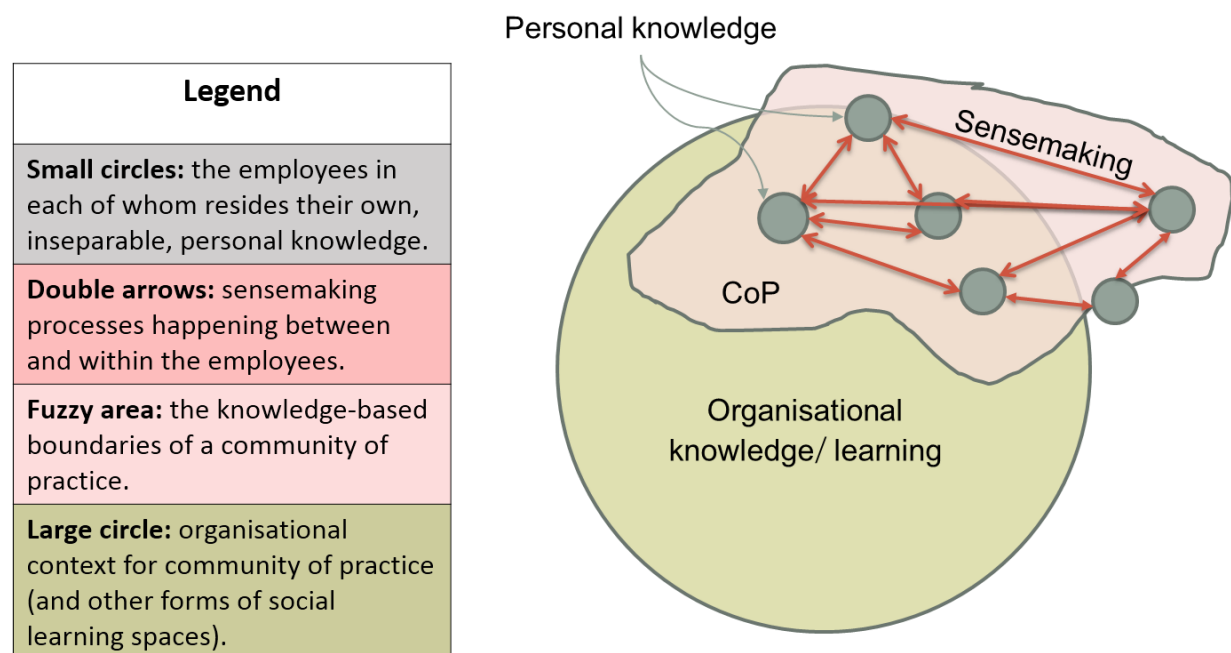 Personal knowledge
Legend
Small circles: the employees in
each of whom resides their own,
inseparable, personal knowledge.
Double arrows: sensemaking
processes happening between
and within the employees.
Fuzzy area: the knowledge-based
boundaries of a community of
practice.
Large circle: organisational
context for community of practice
(and other forms of social
learning spaces).
Sensemaking
CoP
Organisational
knowledge/ learning